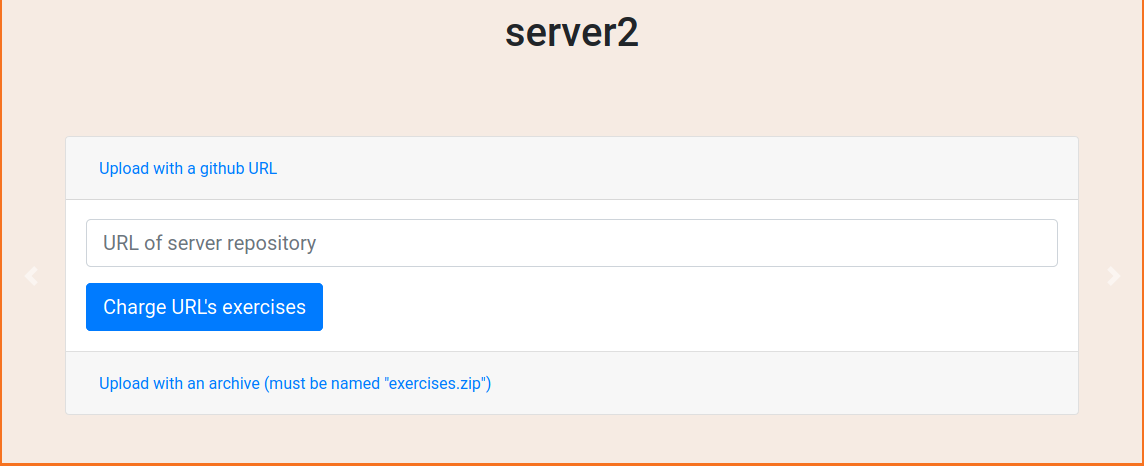 server2
Upload with a github URL
URL of server repository
Charge URL's exercises
Upload with an archive (must be named "exercises.zip")